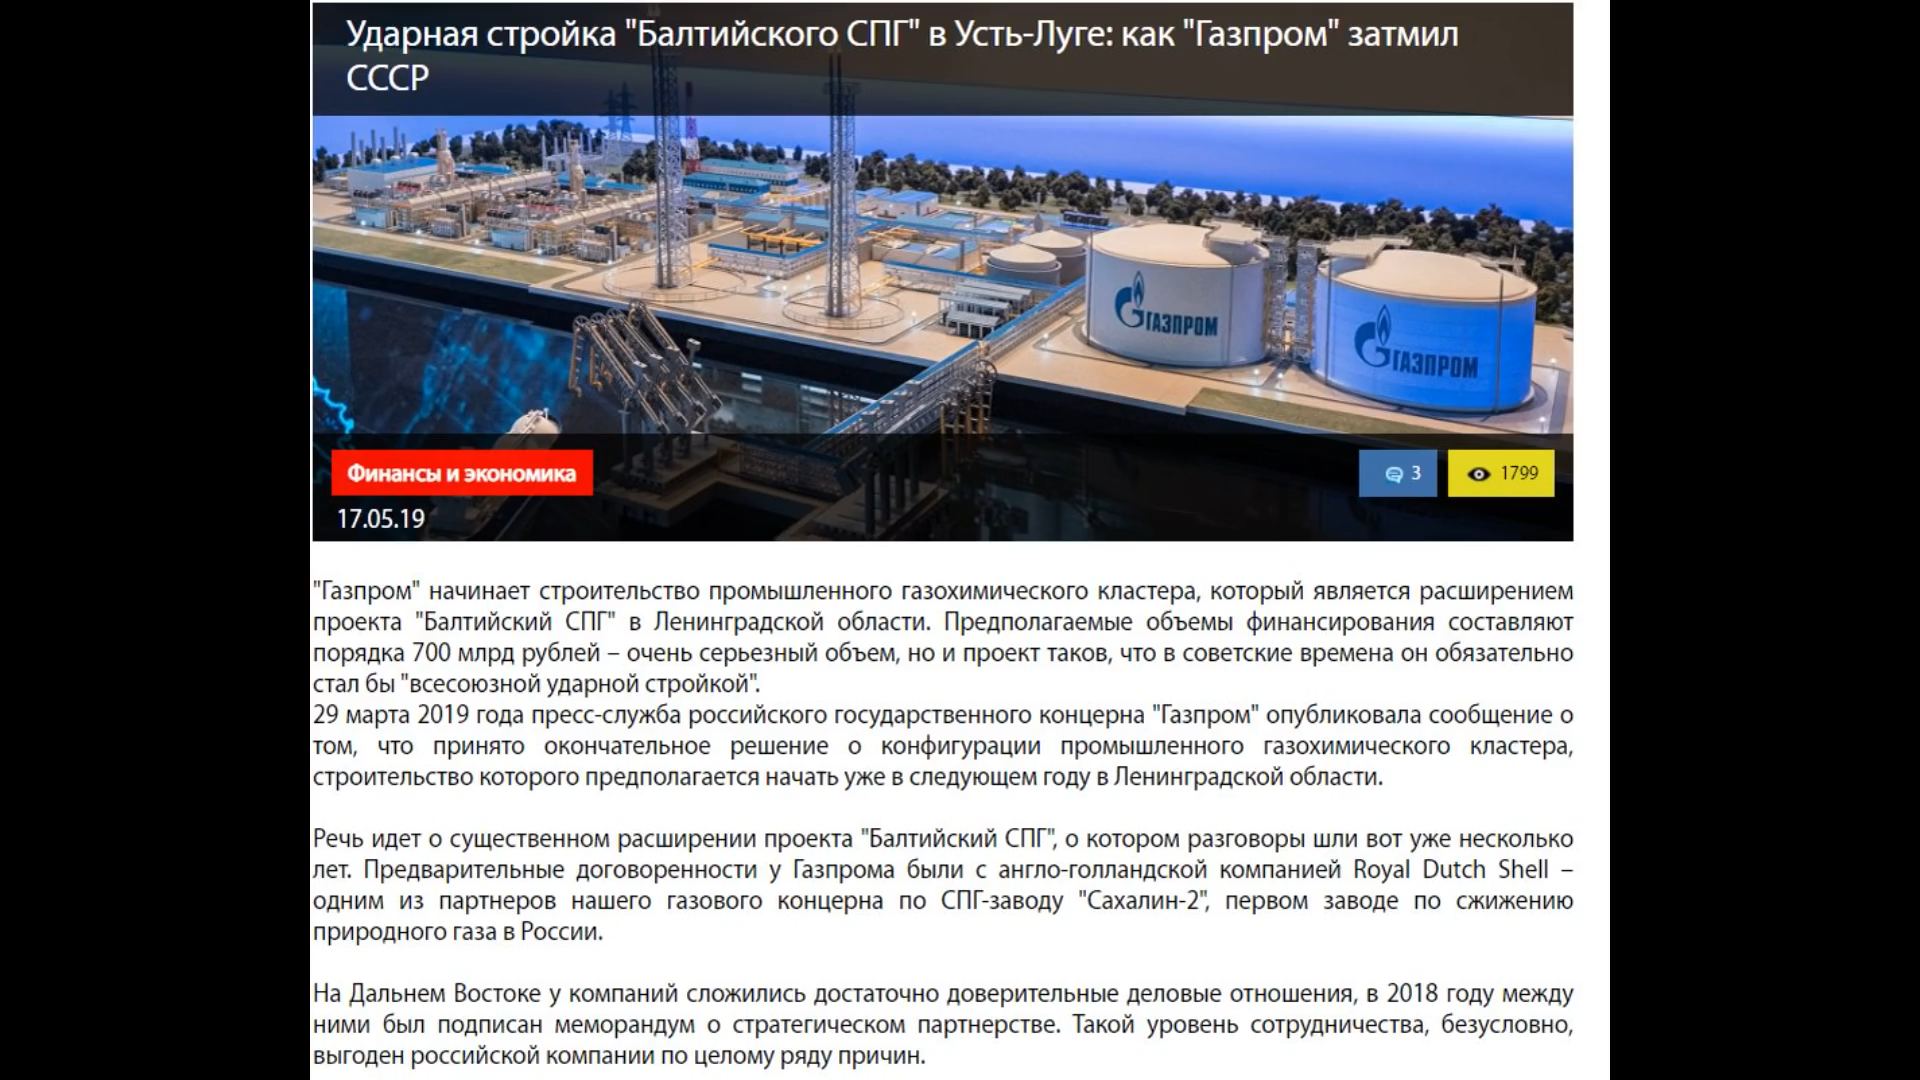 Ударная стройка "Балтийского СПГ" в Усть-Луге: как "Газпром" затмил
СССР
ГАЗПРОМ
ГАЗПРОМ
Финансы и экономика
3
1799
17.05.19
"Газпром" начинает строительство промышленного газохимического кластера, который является расширением
проекта "Балтийский СПГ" в Ленинградской области. Предполагаемые объемы финансирования составляют
порядка 700 млрд рублей – очень серьезный объем, но и проект таков, что в советские времена он обязательно
стал бы "всесоюзной ударной стройкой".
29 марта 2019 года пресс-служба российского государственного концерна "Газпром" опубликовала сообщение о
том, что принято окончательное решение о конфигурации промышленного газохимического кластера,
строительство которого предполагается начать уже в следующем году в Ленинградской области.
Речь идет о существенном расширении проекта "Балтийский СПГ", о котором разговоры шли вот уже несколько
лет. Предварительные договоренности у Газпрома были с англо-голландской компанией Royal Dutch Shell –
одним из партнеров нашего газового концерна по СПГ-заводу "Сахалин-2", первом заводе по сжижению
природного газа в России.
На Дальнем Востоке у компаний сложились достаточно доверительные деловые отношения, в 2018 году между
ними был подписан меморандум о стратегическом партнерстве. Такой уровень сотрудничества, безусловно,
выгоден российской компании по целому ряду причин.